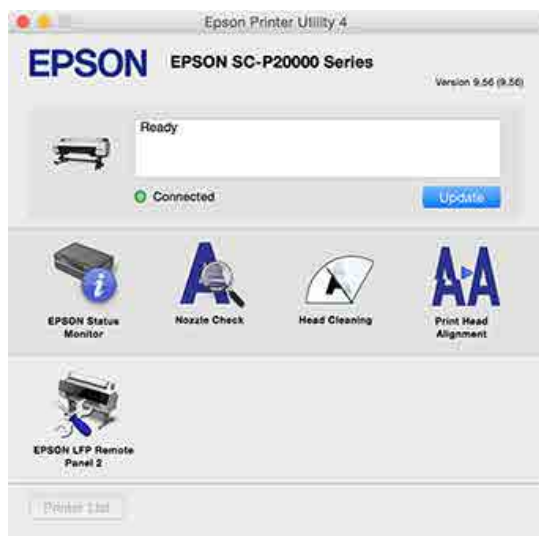 Epson Printer Utility 4
EPSON
EPSON SC-P20000 Series
Version 9.56 (9.56)
Ready
Connected
Update
EPSON Status
Monitor
Nozzle Check
Head Cleaning
Print Head
Alignment
EPSON LFP Remote
Panel 2
Printer List